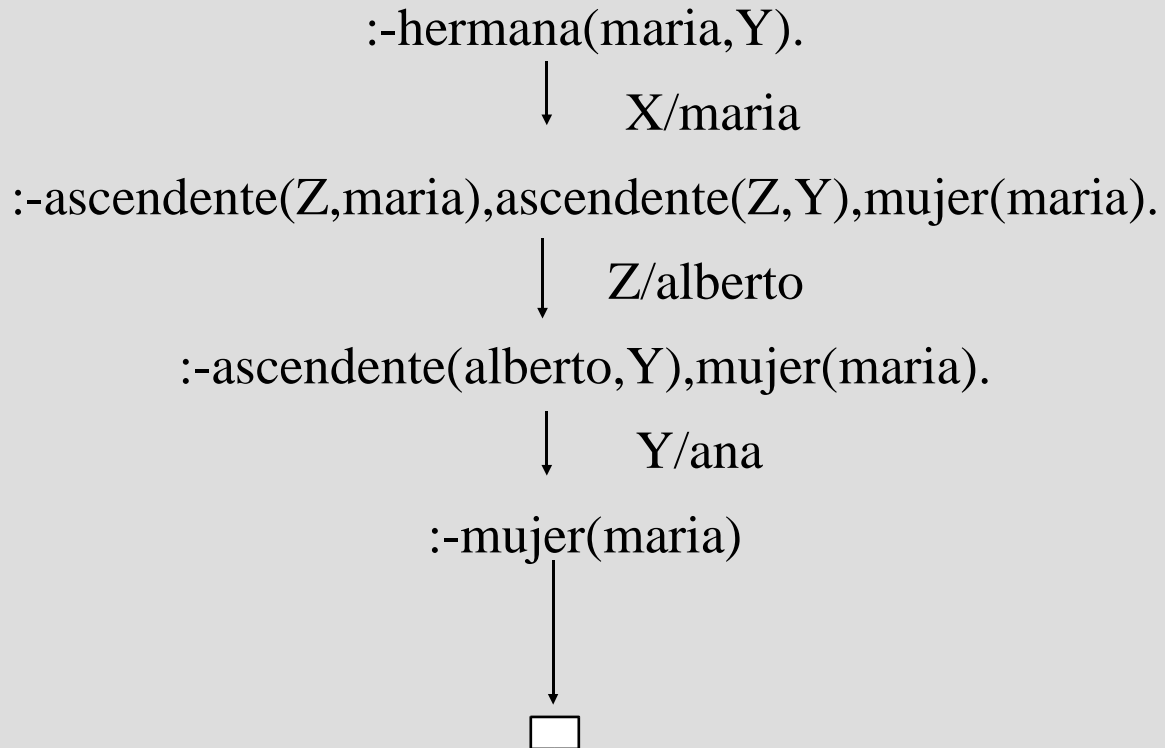 :-hermana(maria,Y).
X/maria
:-ascendente(Z,maria),ascendente(Z,Y),mujer(maria).
Z/alberto
:-ascendente(alberto,Y),mujer(maria).
Y/ana
:-mujer(maria)